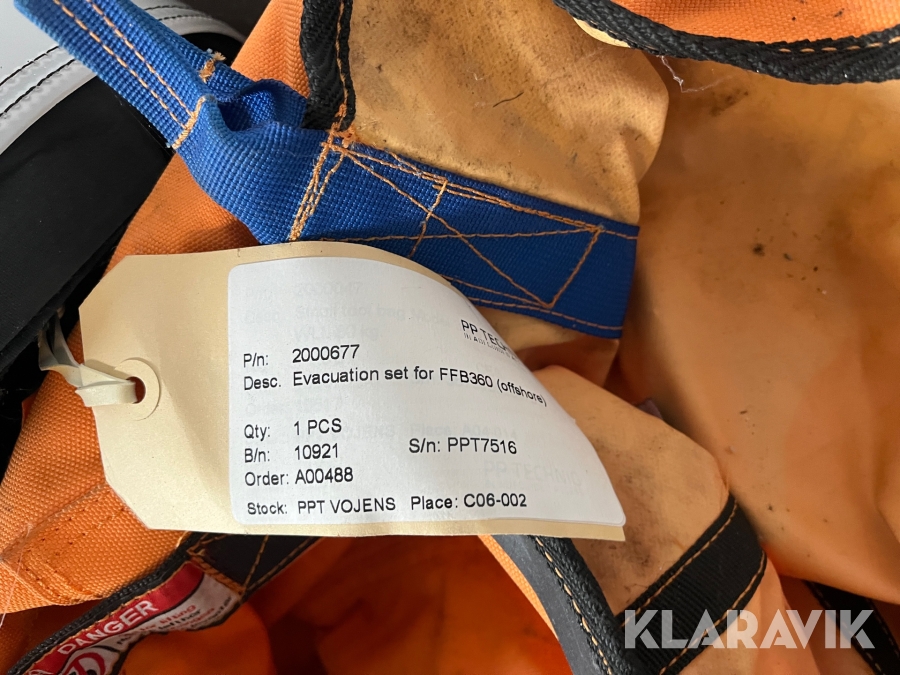 PP TECH
P/n: 2000677
Desc. Evacuation set for FFB360 (offshore)
Qty: 1 PCS
B/n: 10921 S/n: PPT7516
Order: A00488
Stock: PPT VOJENS Place: C06-002
DANGER
KLARAVIK